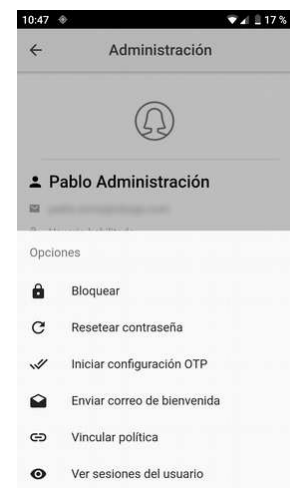 10:47 17 %
Administración
Pablo Administración
Opciones
Bloquear
Resetear contraseña
Iniciar configuración OTP
Enviar correo de bienvenida
Vincular política
Ver sesiones del usuario